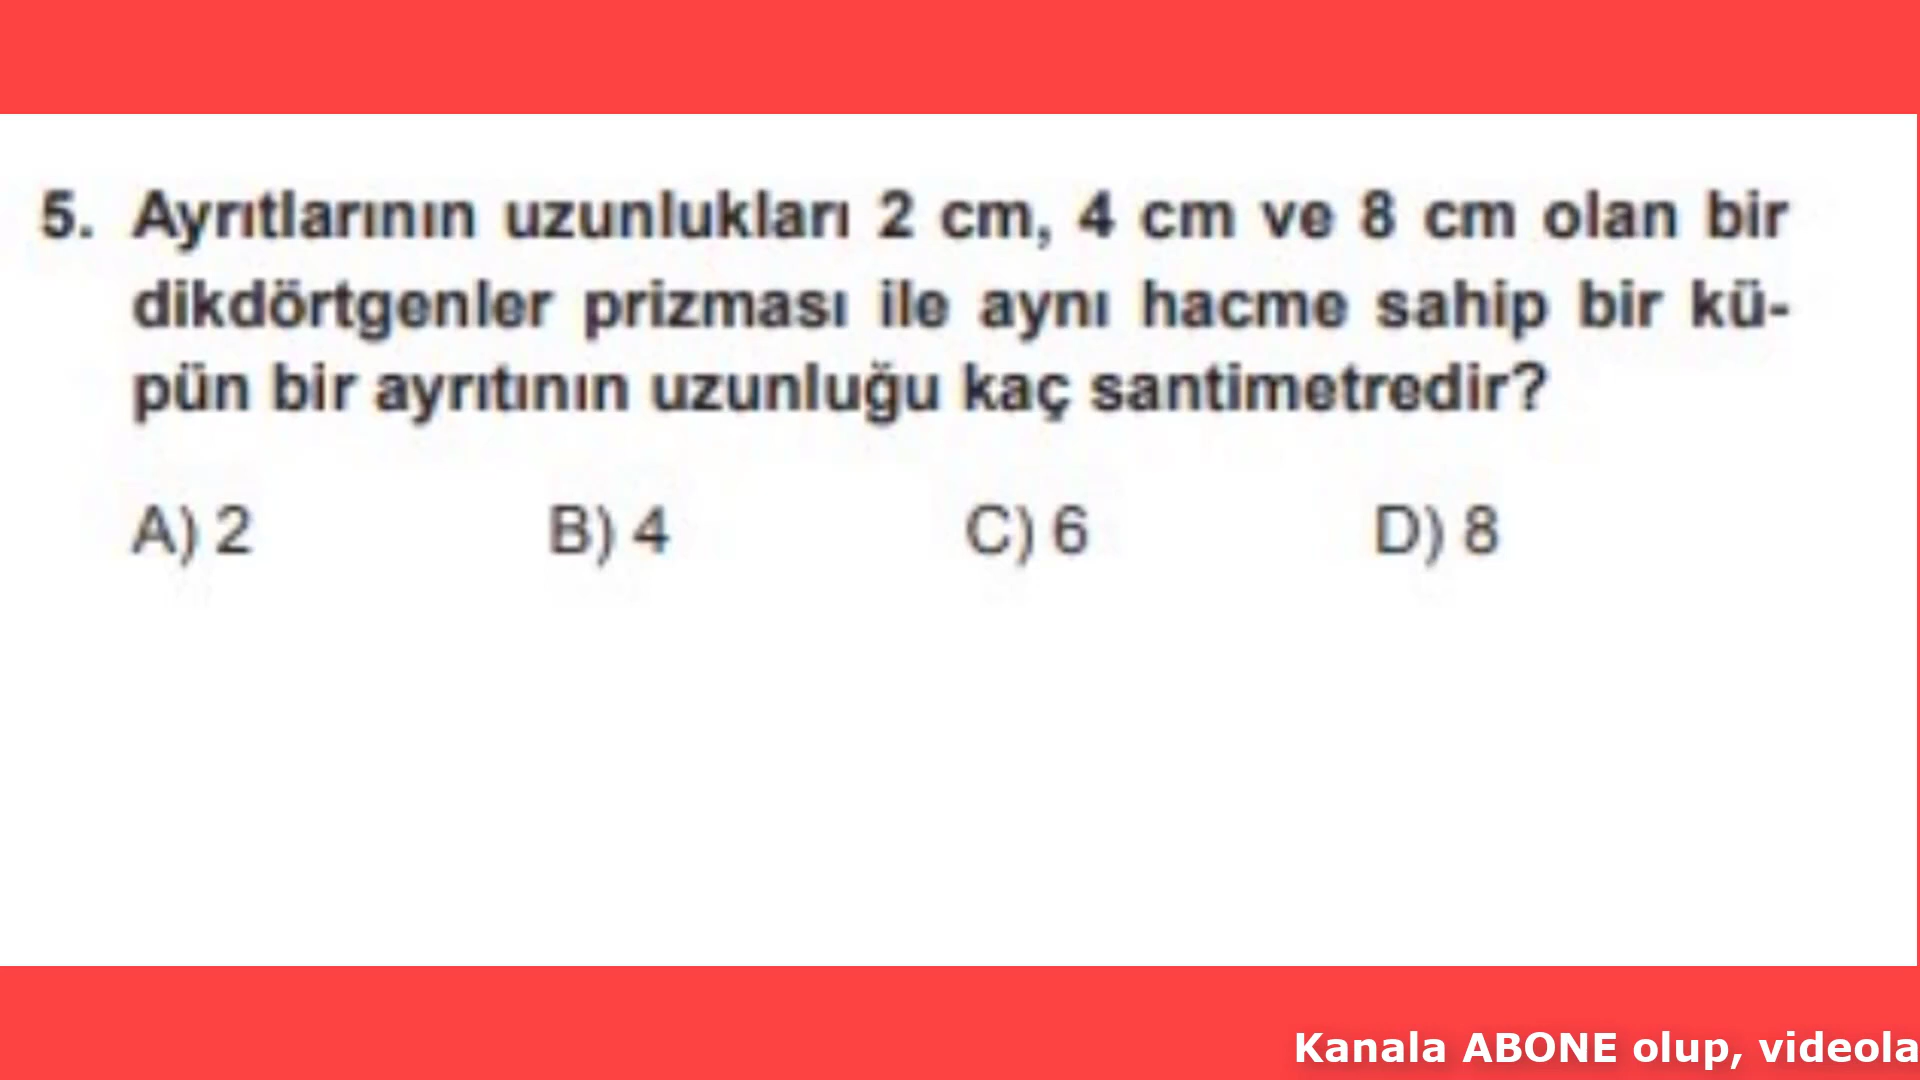 5. Ayrıtlarının uzunlukları 2 cm, 4 cm ve 8 cm olan bir
dikdörtgenler prizması ile aynı hacme sahip bir kü-
pün bir ayrıtının uzunluğu kaç santimetredir?
A) 2 B) 4 C) 6 D) 8
Kanala ABONE olup, videola